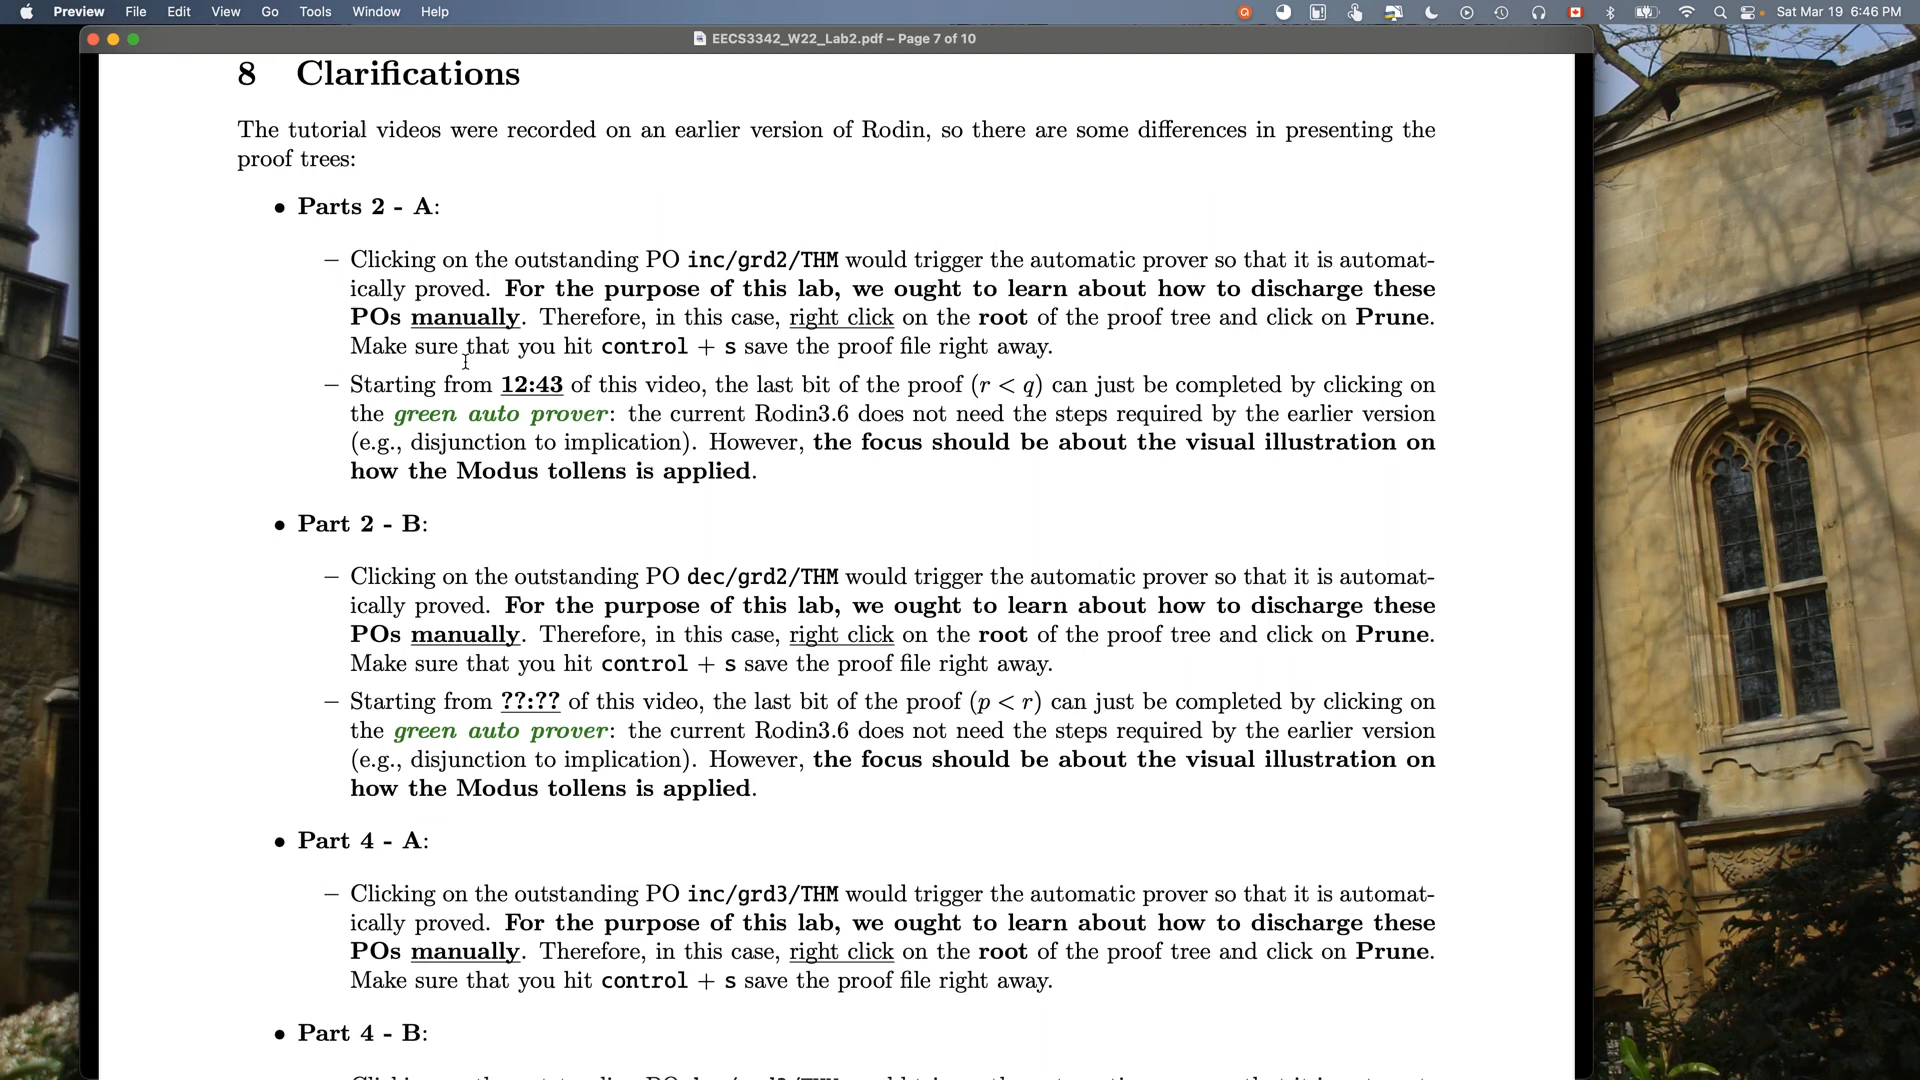 Preview File Edit View Go Tools Window Help Sat Mar 19 6:46 PM
EECS3342_W22_Lab2.pdf – Page 7 of 10
8 Clarifications
The tutorial videos were recorded on an earlier version of Rodin, so there are some differences in presenting the
proof trees:
• Parts 2 - A:
– Clicking on the outstanding PO inc/grd2/THM would trigger the automatic prover so that it is automat-
ically proved. For the purpose of this lab, we ought to learn about how to discharge these
POs manually. Therefore, in this case, right click on the root of the proof tree and click on Prune.
Make sure that you hit control + s save the proof file right away.
– Starting from 12:43 of this video, the last bit of the proof (r < q) can just be completed by clicking on
the green auto prover: the current Rodin3.6 does not need the steps required by the earlier version
(e.g., disjunction to implication). However, the focus should be about the visual illustration on
how the Modus tollens is applied.
• Part 2 - B:
– Clicking on the outstanding PO dec/grd2/THM would trigger the automatic prover so that it is automat-
ically proved. For the purpose of this lab, we ought to learn about how to discharge these
POs manually. Therefore, in this case, right click on the root of the proof tree and click on Prune.
Make sure that you hit control + s save the proof file right away.
– Starting from ??:?? of this video, the last bit of the proof (p < r) can just be completed by clicking on
the green auto prover: the current Rodin3.6 does not need the steps required by the earlier version
(e.g., disjunction to implication). However, the focus should be about the visual illustration on
how the Modus tollens is applied.
• Part 4 - A:
– Clicking on the outstanding PO inc/grd3/THM would trigger the automatic prover so that it is automat-
ically proved. For the purpose of this lab, we ought to learn about how to discharge these
POs manually. Therefore, in this case, right click on the root of the proof tree and click on Prune.
Make sure that you hit control + s save the proof file right away.
• Part 4 - B: